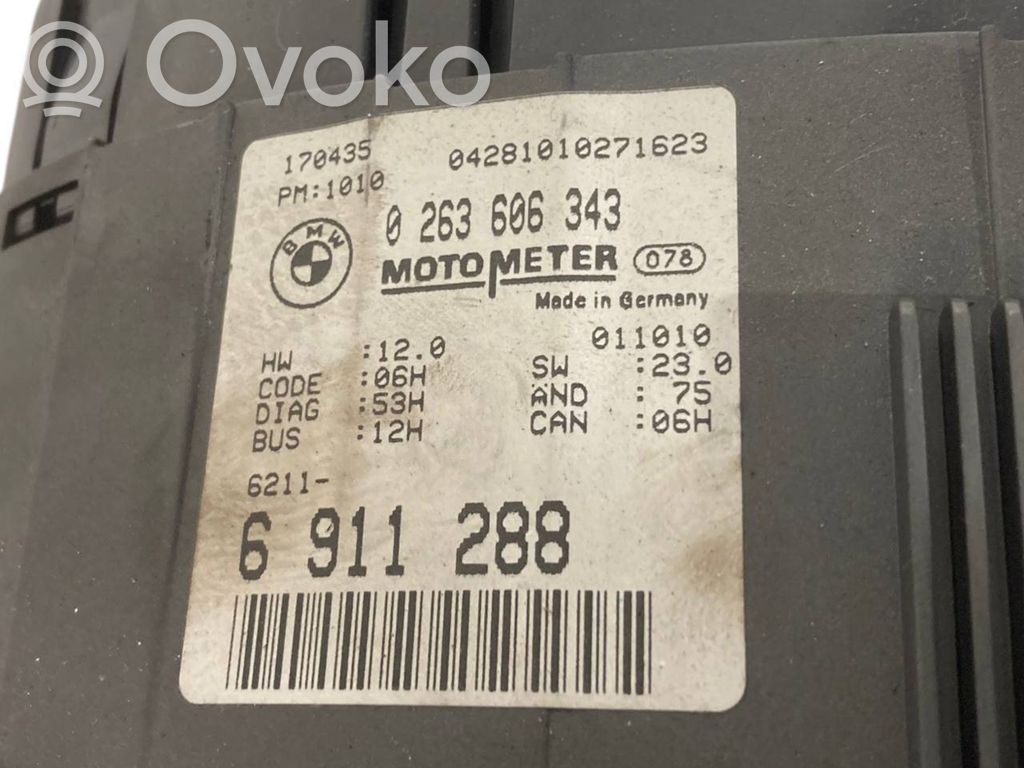 Ovoko
170435 04281010271623
PM:1010
BMW
0 263 606 343
MOTOMETER 078
Made in Germany
011010
HW :12.0 SW :23.0
CODE :06H AND : 75
DIAG :53H CAN :06H
BUS :12H
6211-
6 911 288